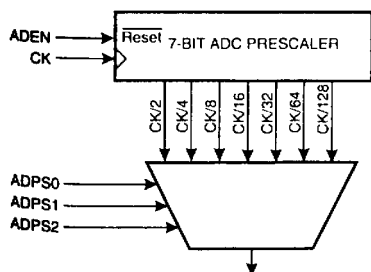 ADEN
Reset 7-BIT ADC PRESCALER
CK
CK/2
CK/4
CK/8
CK/16
CK/32
CK/64
CK/128
ADPS0
ADPS1
ADPS2